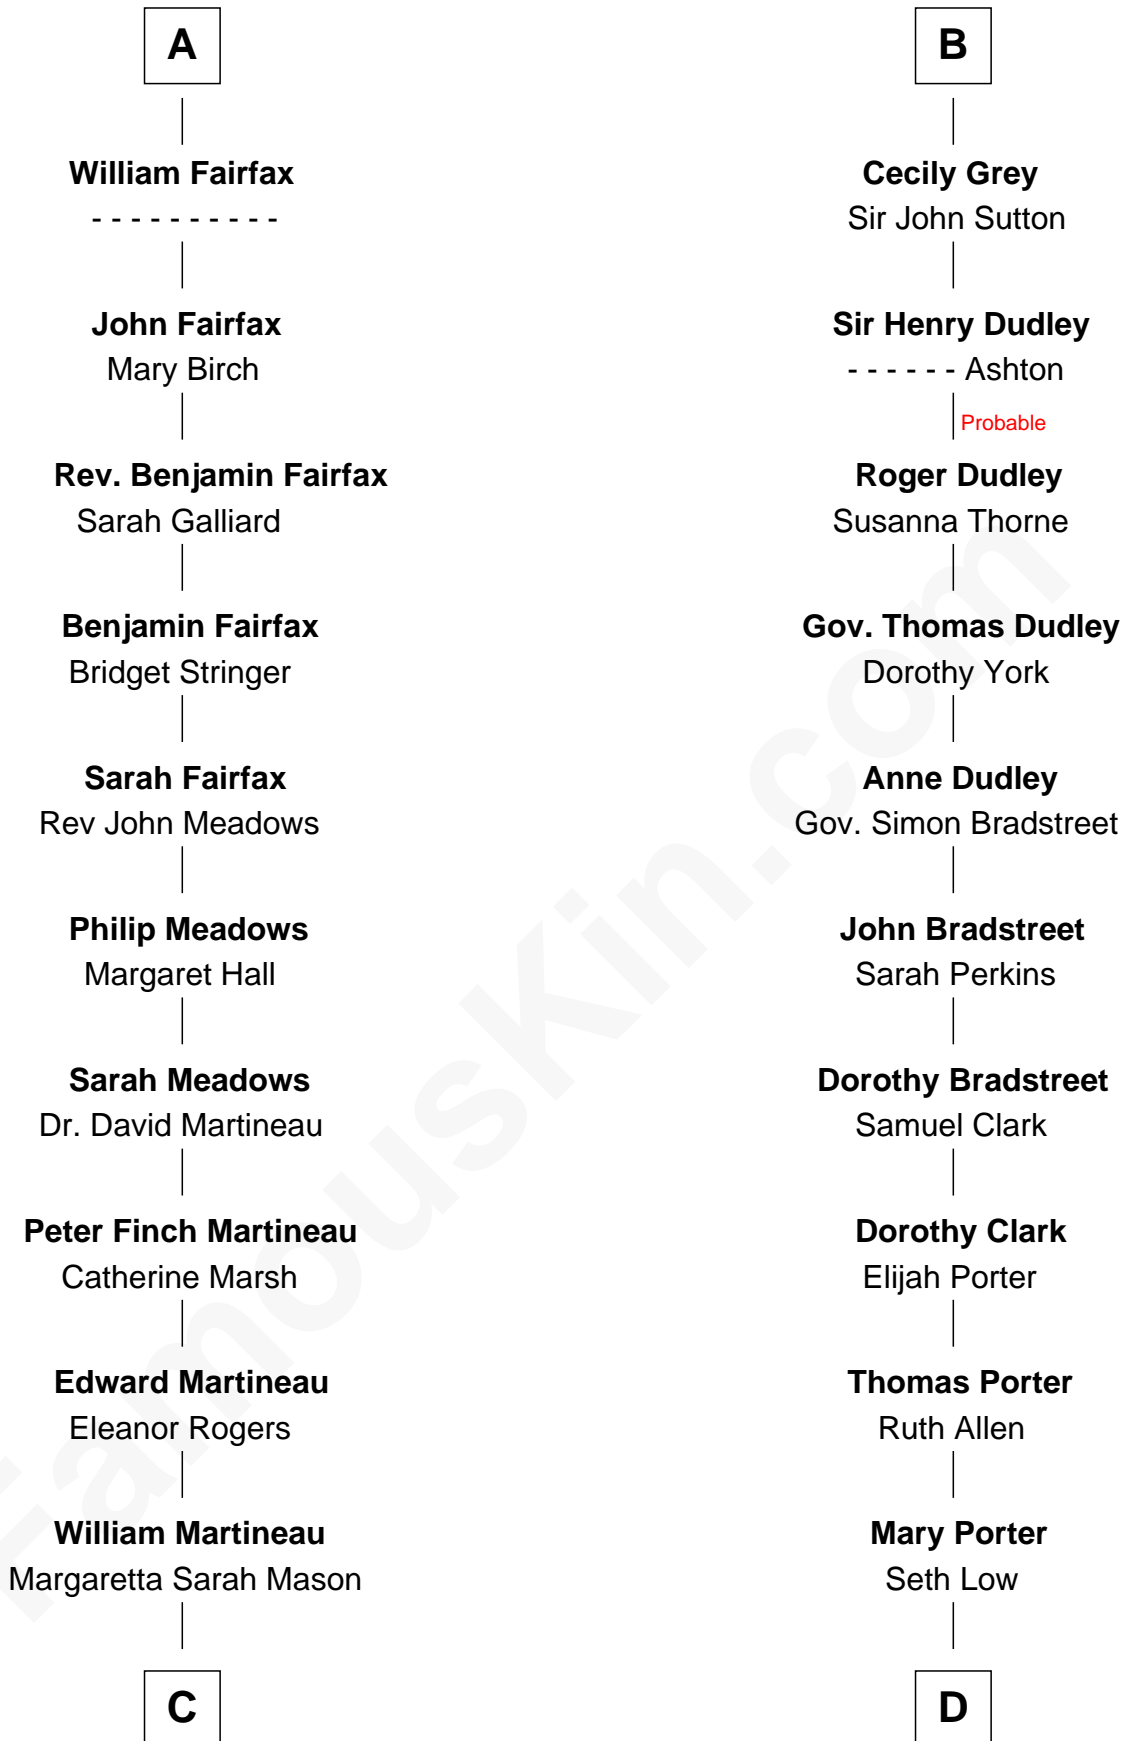 A
William Fairfax
- - - - - - - - - -
John Fairfax
Mary Birch
Rev. Benjamin Fairfax
Sarah Galliard
Benjamin Fairfax
Bridget Stringer
Sarah Fairfax
Rev John Meadows
Philip Meadows
Margaret Hall
Sarah Meadows
Dr. David Martineau
Peter Finch Martineau
Catherine Marsh
Edward Martineau
Eleanor Rogers
William Martineau
Margaretta Sarah Mason
C
B
Cecily Grey
Sir John Sutton
Sir Henry Dudley
- - - - - - Ashton
Probable
Roger Dudley
Susanna Thorne
Gov. Thomas Dudley
Dorothy York
Anne Dudley
Gov. Simon Bradstreet
John Bradstreet
Sarah Perkins
Dorothy Bradstreet
Samuel Clark
Dorothy Clark
Elijah Porter
Thomas Porter
Ruth Allen
Mary Porter
Seth Low
D
FamousKin.com